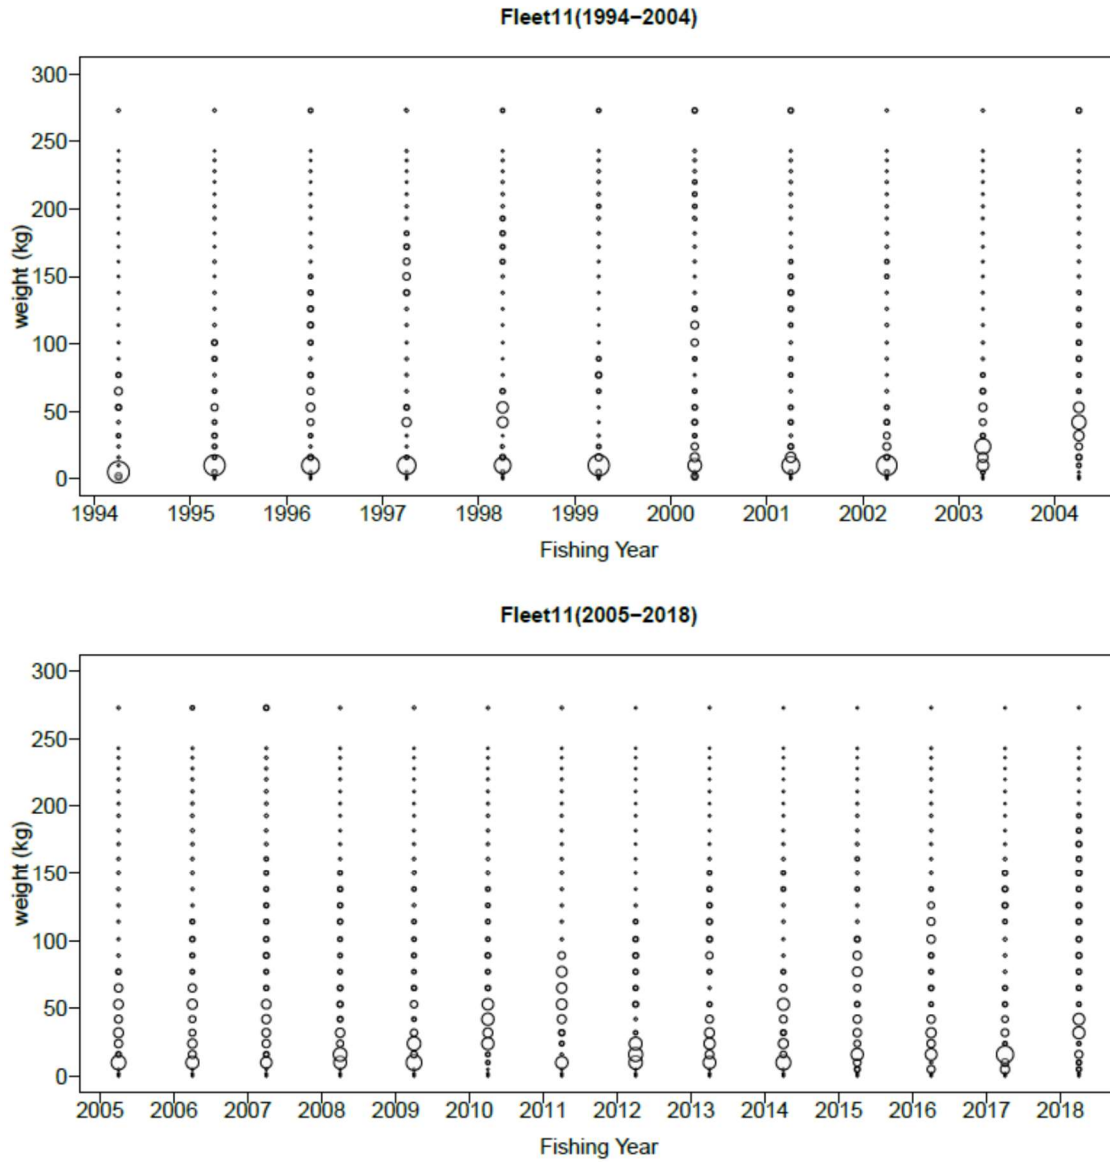 Fleet11(1994−2004)
300
250
200
150
100
50
0
weight (kg)
1994 1995 1996 1997 1998 1999 2000 2001 2002 2003 2004
Fishing Year
Fleet11(2005−2018)
300
250
200
150
100
50
0
weight (kg)
2005 2006 2007 2008 2009 2010 2011 2012 2013 2014 2015 2016 2017 2018
Fishing Year